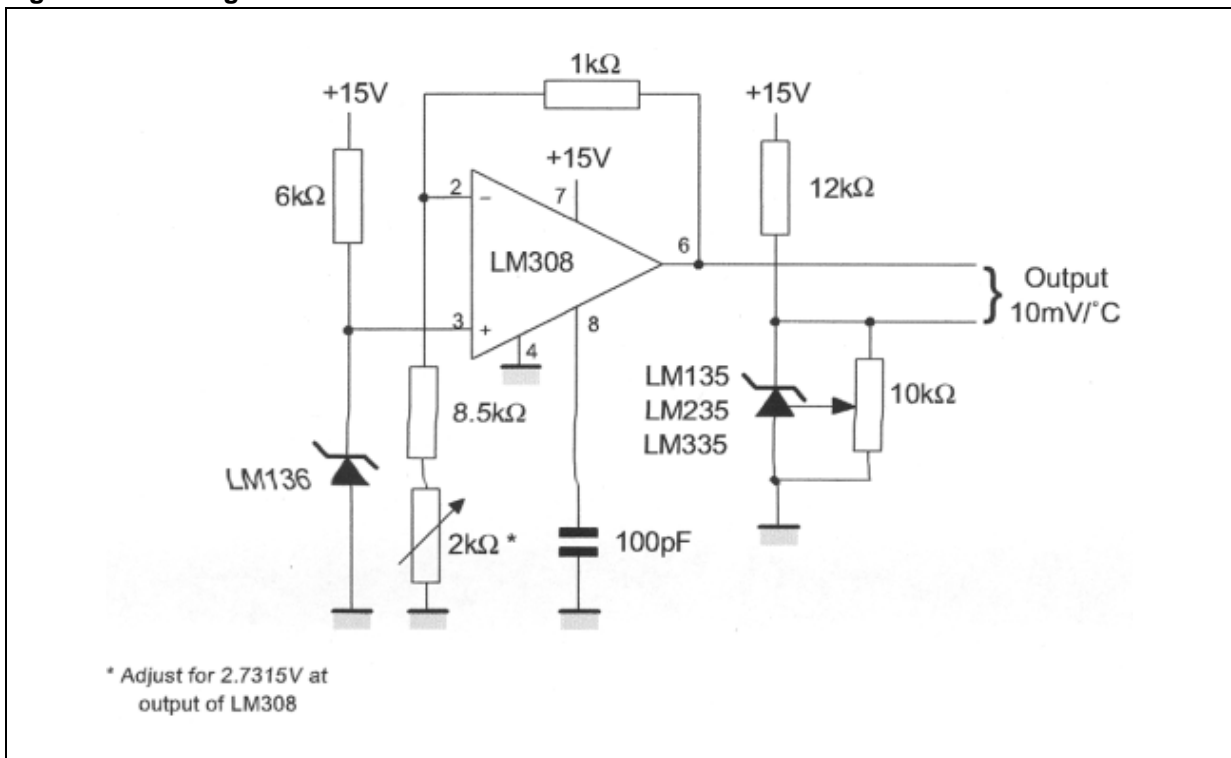 1kΩ
+15V
+15V
+15V
6kΩ
12kΩ
2
−
7
6
LM308
Output
10mV/°C
3
+
8
4
LM135
LM235
LM335
10kΩ
8.5kΩ
LM136
2kΩ *
100pF
* Adjust for 2.7315V at
output of LM308